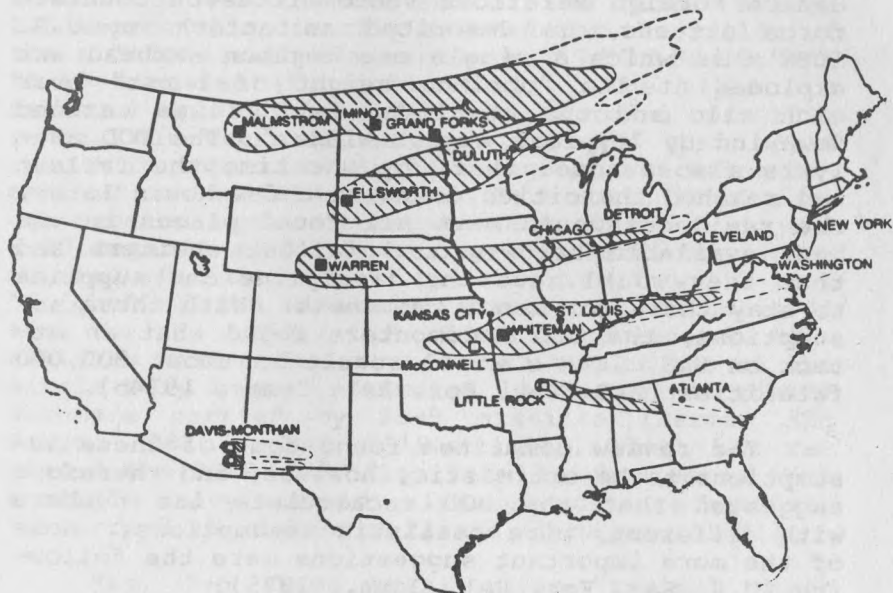 MALMSTROM
MINOT
GRAND FORKS
DULUTH
ELLSWORTH
DETROIT
CHICAGO
CLEVELAND
NEW YORK
WARREN
WASHINGTON
KANSAS CITY
ST. LOUIS
WHITEMAN
McCONNELL
LITTLE ROCK
ATLANTA
DAVIS-MONTHAN